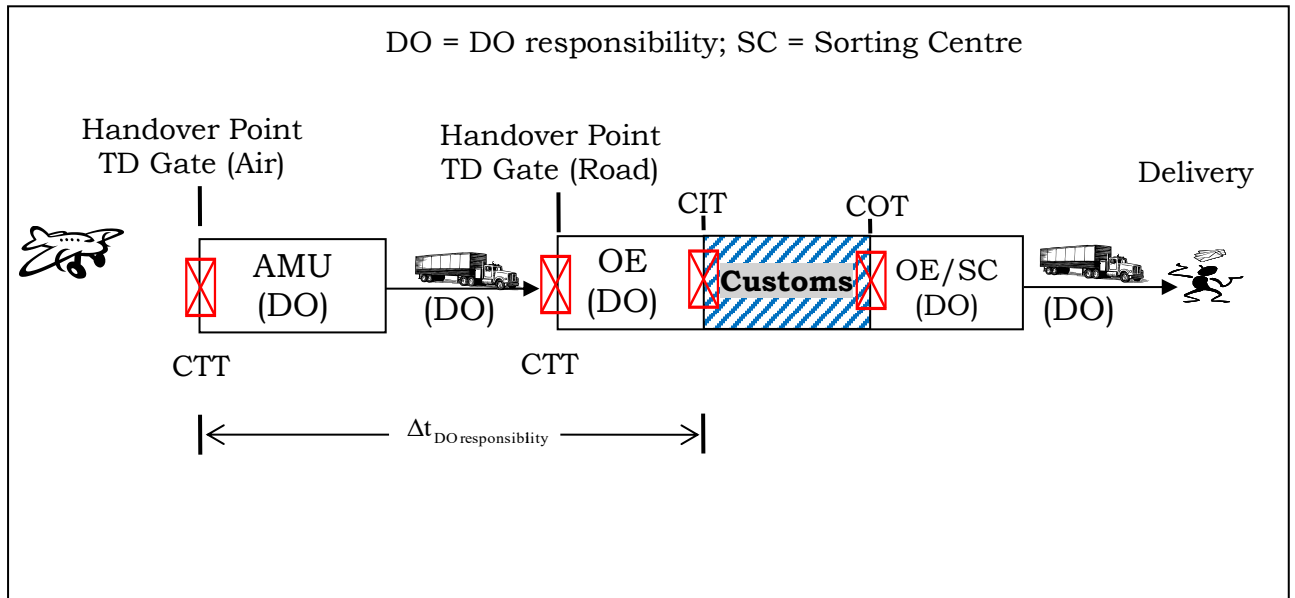 DO = DO responsibility; SC = Sorting Centre
Handover Point
TD Gate (Air)
Handover Point
TD Gate (Road)
Delivery
CIT
COT
AMU
(DO)
(DO)
OE
(DO)
Customs
OE/SC
(DO)
(DO)
CTT
CTT
Δt DO responsiblity